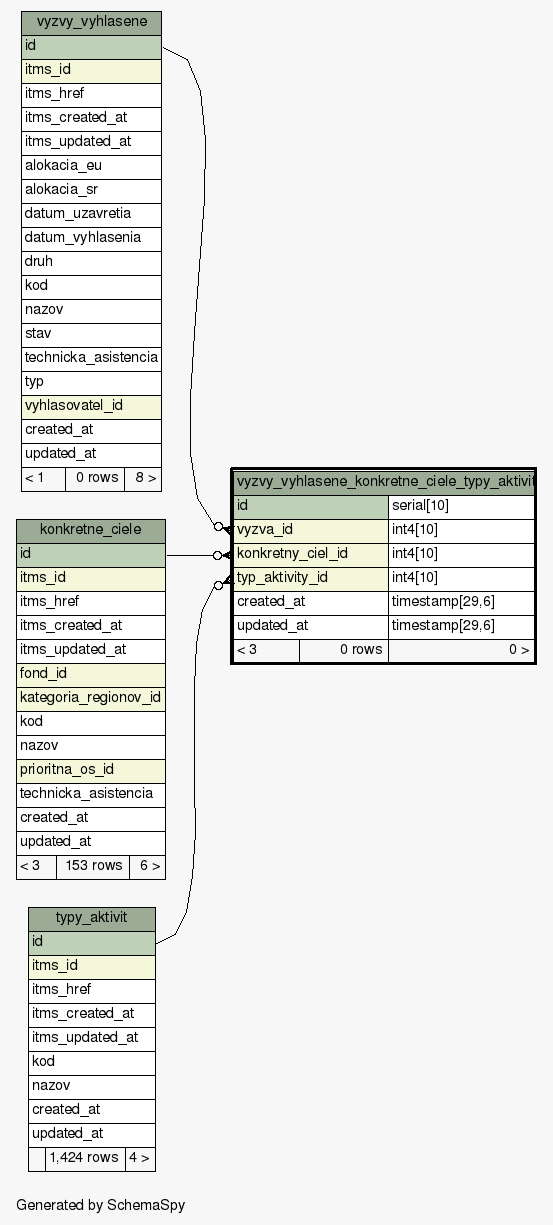 vyzvy_vyhlasene
id
itms_id
itms_href
itms_created_at
itms_updated_at
alokacia_eu
alokacia_sr
datum_uzavretia
datum_vyhlasenia
druh
kod
nazov
stav
technicka_asistencia
typ
vyhlasovatel_id
created_at
updated_at
< 1 0 rows 8 >
vyzvy_vyhlasene_konkretne_ciele_typy_aktivit
id serial[10]
vyzva_id int4[10]
konkretny_ciel_id int4[10]
typ_aktivity_id int4[10]
created_at timestamp[29,6]
updated_at timestamp[29,6]
< 3 0 rows 0 >
konkretne_ciele
id
itms_id
itms_href
itms_created_at
itms_updated_at
fond_id
kategoria_regionov_id
kod
nazov
prioritna_os_id
technicka_asistencia
created_at
updated_at
< 3 153 rows 6 >
typy_aktivit
id
itms_id
itms_href
itms_created_at
itms_updated_at
kod
nazov
created_at
updated_at
1,424 rows 4 >
Generated by SchemaSpy